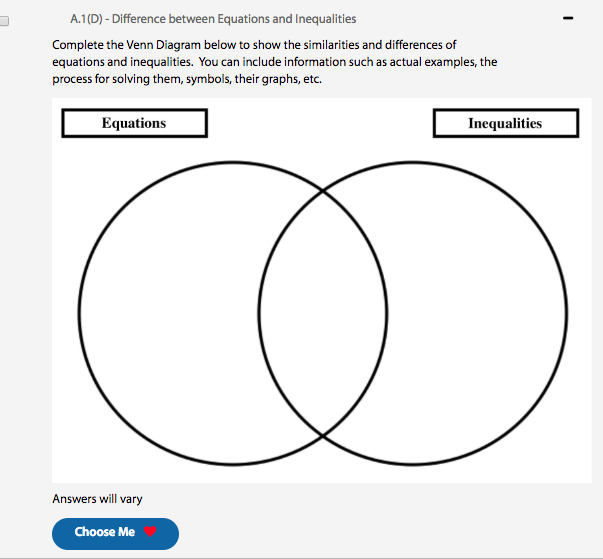 A.1(D) - Difference between Equations and Inequalities
Complete the Venn Diagram below to show the similarities and differences of
equations and inequalities.  You can include information such as actual examples, the
process for solving them, symbols, their graphs, etc.
Equations
Inequalities
Answers will vary
Choose Me